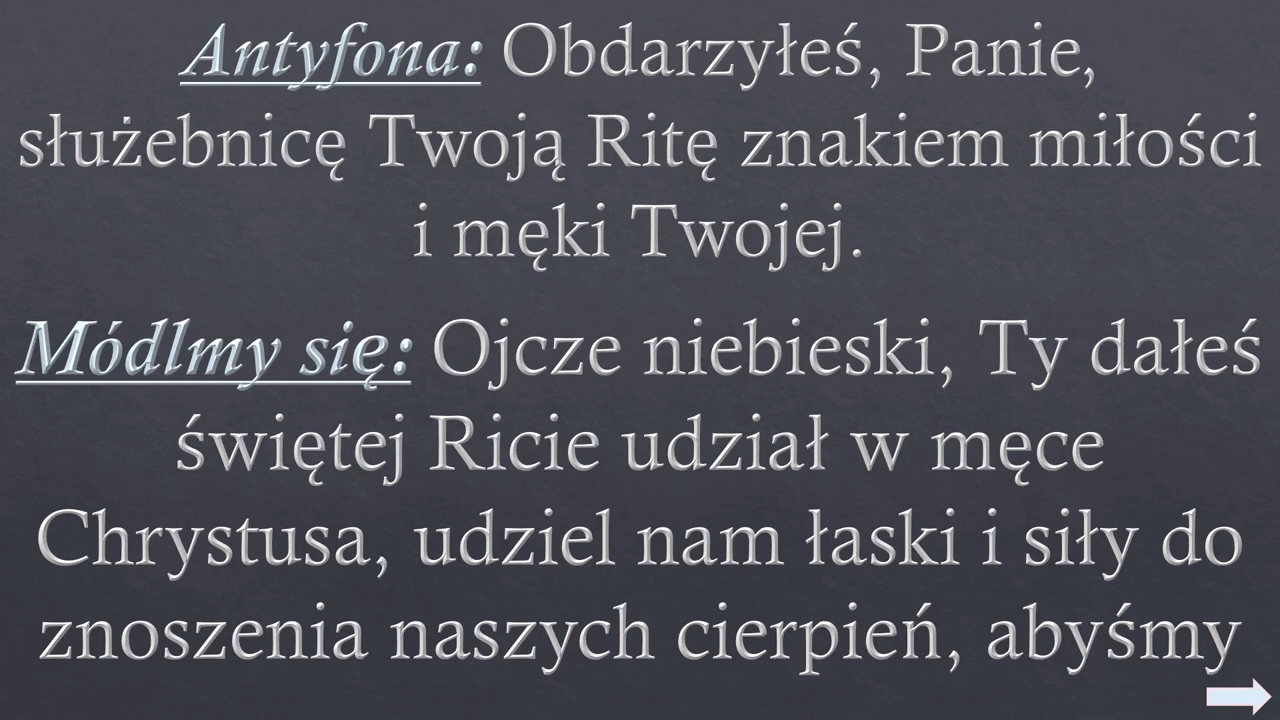 Antyfona: Obdarzyłeś, Panie,
służebnicę Twoją Ritę znakiem miłości
i męki Twojej.
Módlmy się: Ojcze niebieski, Ty dałeś
świętej Ricie udział w męce
Chrystusa, udziel nam łaski i siły do
znoszenia naszych cierpień, abyśmy